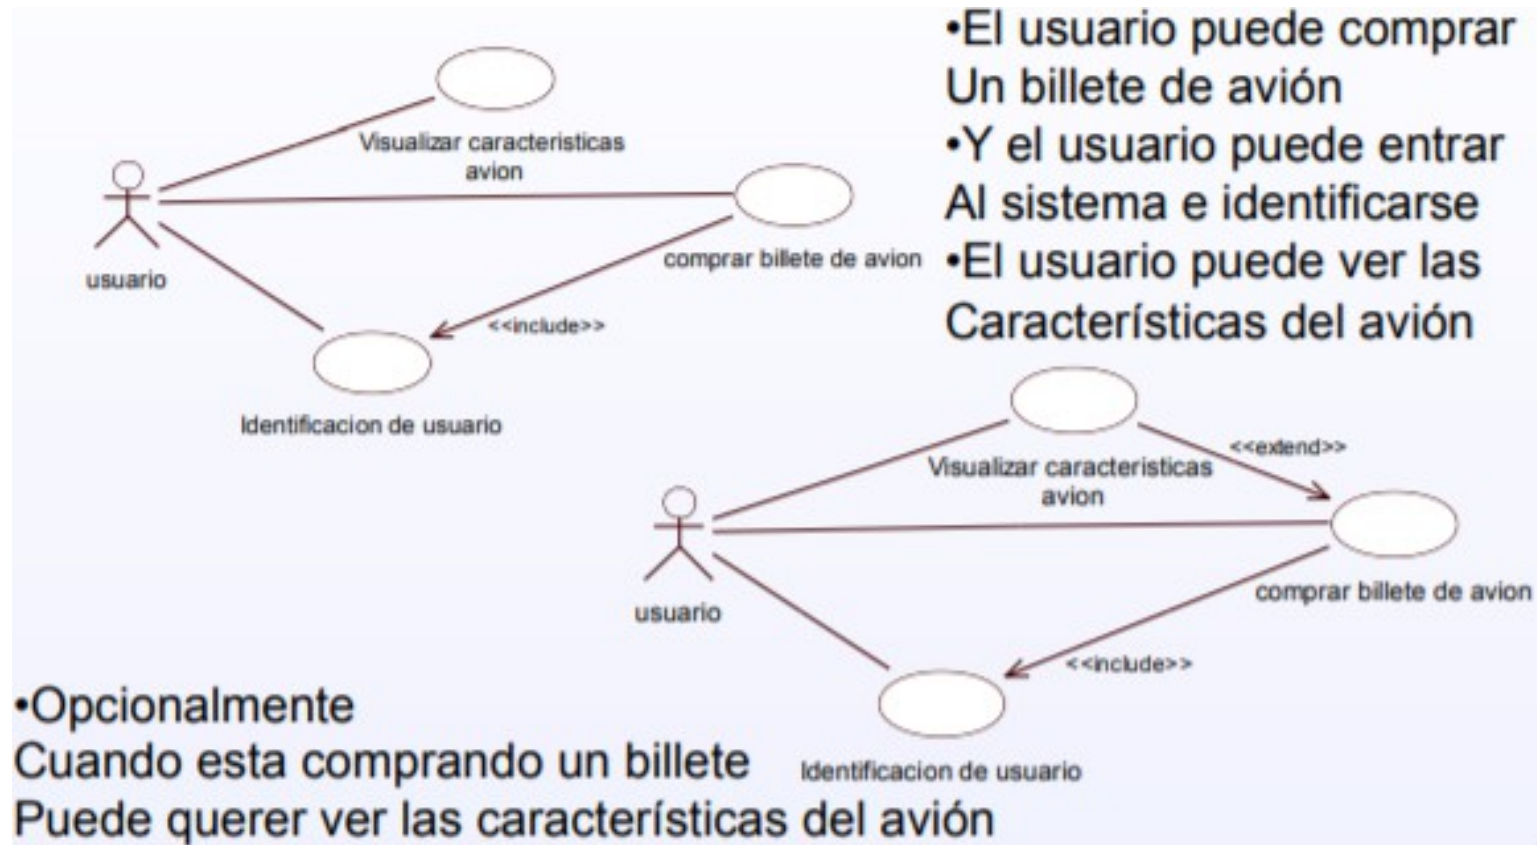 •El usuario puede comprar
Un billete de avión
•Y el usuario puede entrar
Al sistema e identificarse
•El usuario puede ver las
Características del avión
Visualizar caracteristicas
avion
comprar billete de avion
usuario
<<include>>
Identificacion de usuario
<<extend>>
Visualizar caracteristicas
avion
comprar billete de avion
usuario
<<include>>
Identificacion de usuario
•Opcionalmente
Cuando esta comprando un billete
Puede querer ver las características del avión